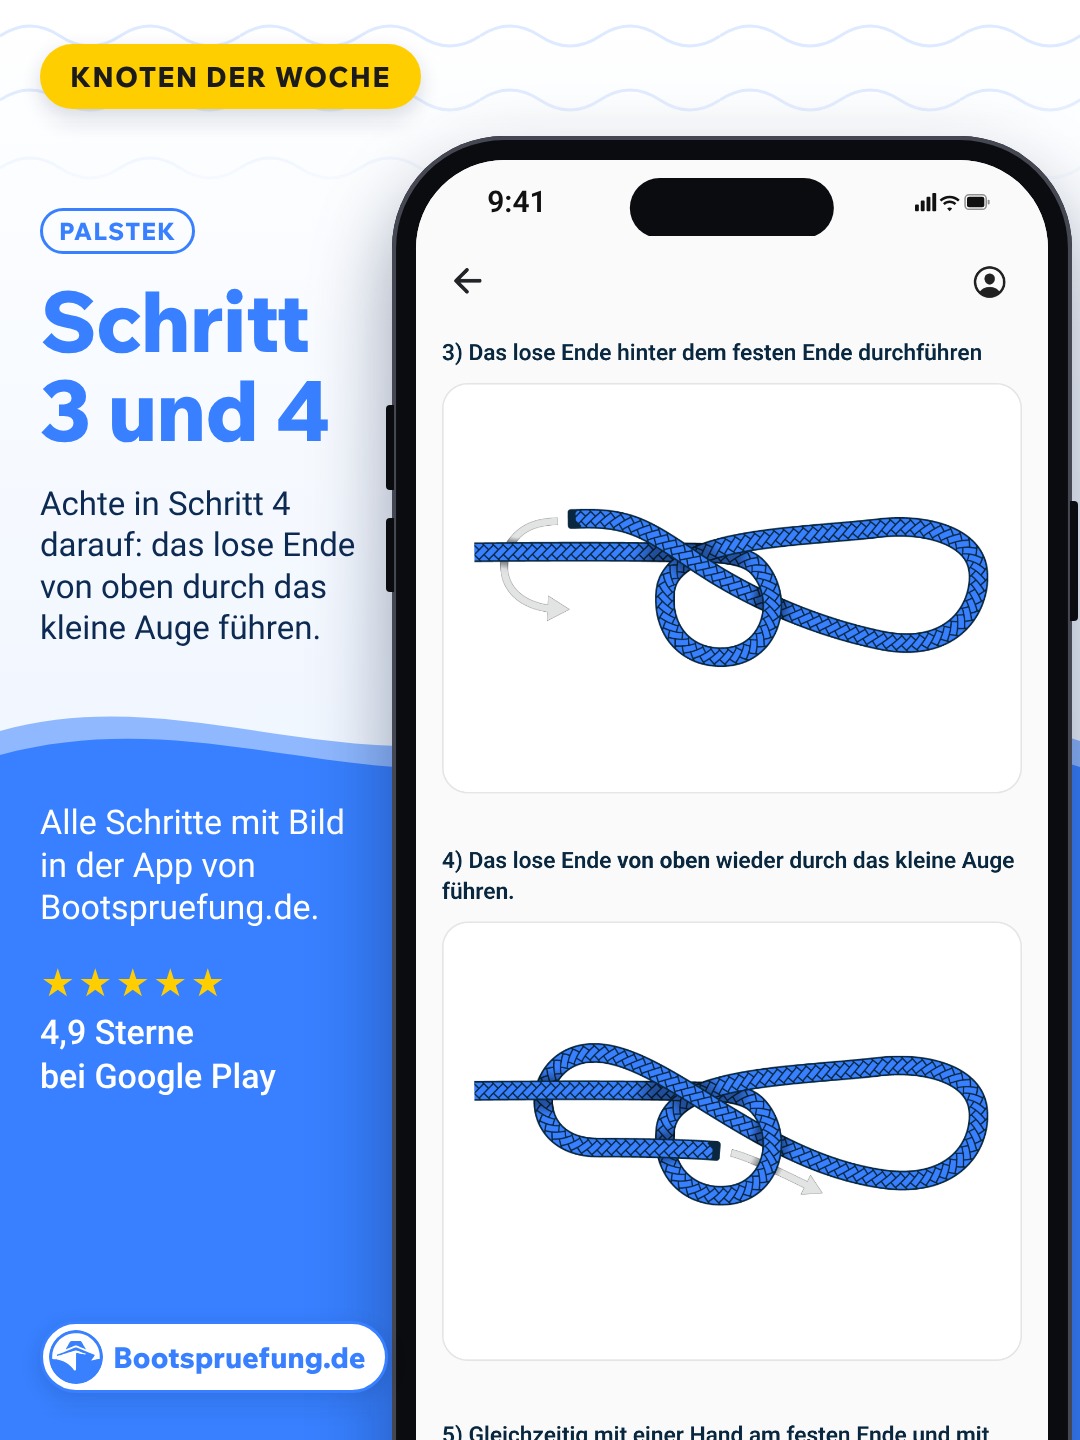 KNOTEN DER WOCHE
PALSTEK
Schritt
3 und 4
Achte in Schritt 4
darauf: das lose Ende
von oben durch das
kleine Auge führen.
Alle Schritte mit Bild
in der App von
Bootspruefung.de.
★★★★★
4,9 Sterne
bei Google Play
Bootspruefung.de
9:41
3) Das lose Ende hinter dem festen Ende durchführen
4) Das lose Ende von oben wieder durch das kleine Auge
führen.
5) Gleichzeitig mit einer Hand am festen Ende und mit